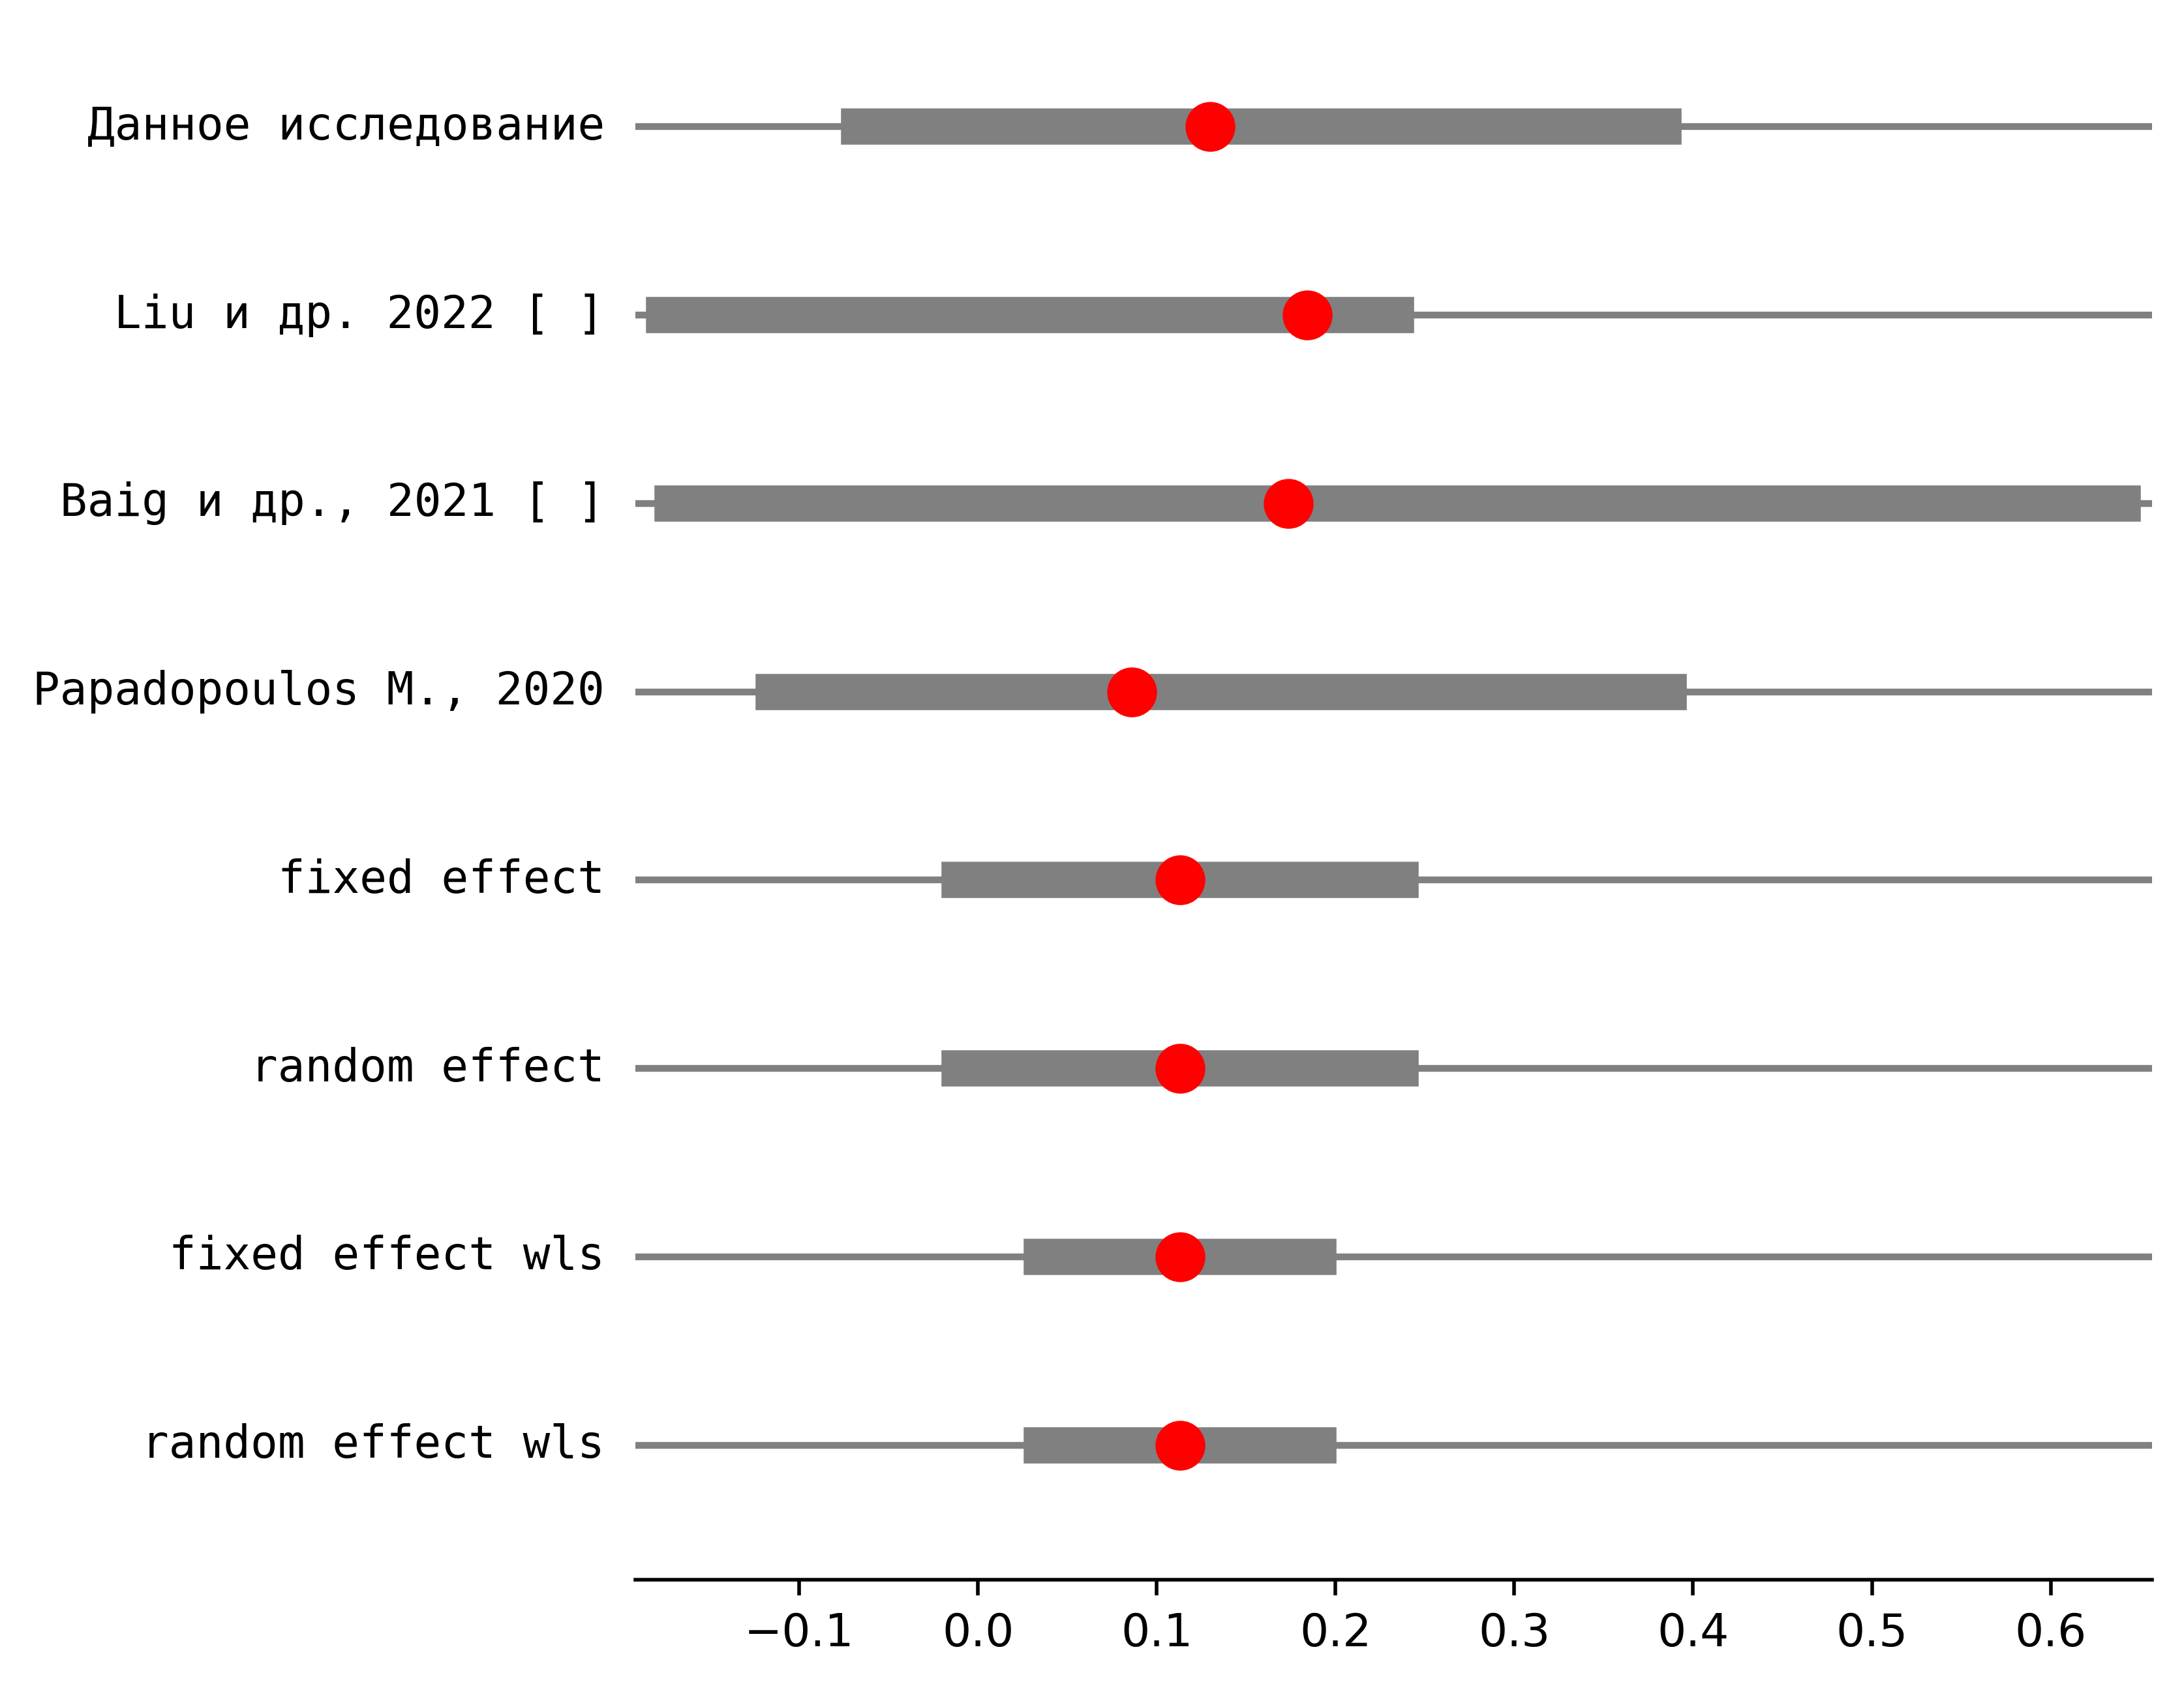 Данное исследование
Liu и др. 2022 [ ]
Baig и др., 2021 [ ]
Papadopoulos M., 2020
fixed effect
random effect
fixed effect wls
random effect wls
−0.1 0.0 0.1 0.2 0.3 0.4 0.5 0.6